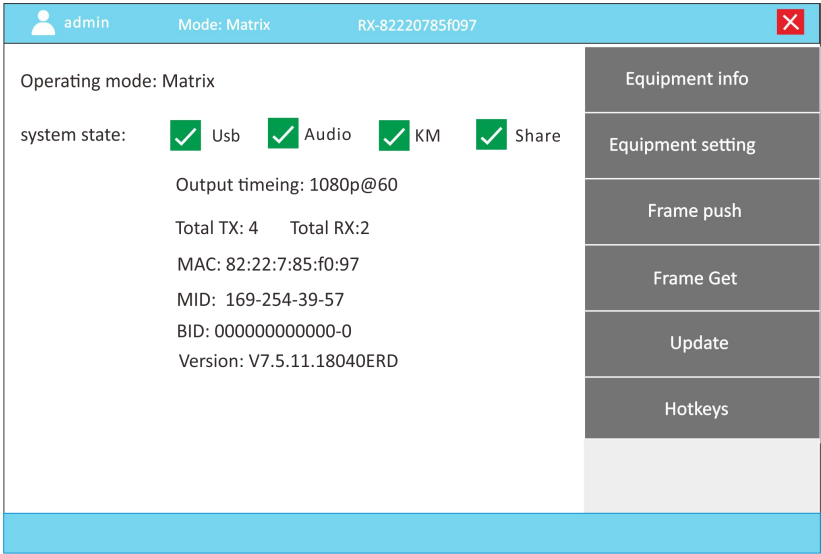 admin Mode: Matrix RX-82220785f097
Operating mode: Matrix
system state: Usb Audio KM Share
Output timeing: 1080p@60
Total TX: 4 Total RX:2
MAC: 82:22:7:85:f0:97
MID: 169-254-39-57
BID: 000000000000-0
Version: V7.5.11.18040ERD
Equipment info
Equipment setting
Frame push
Frame Get
Update
Hotkeys